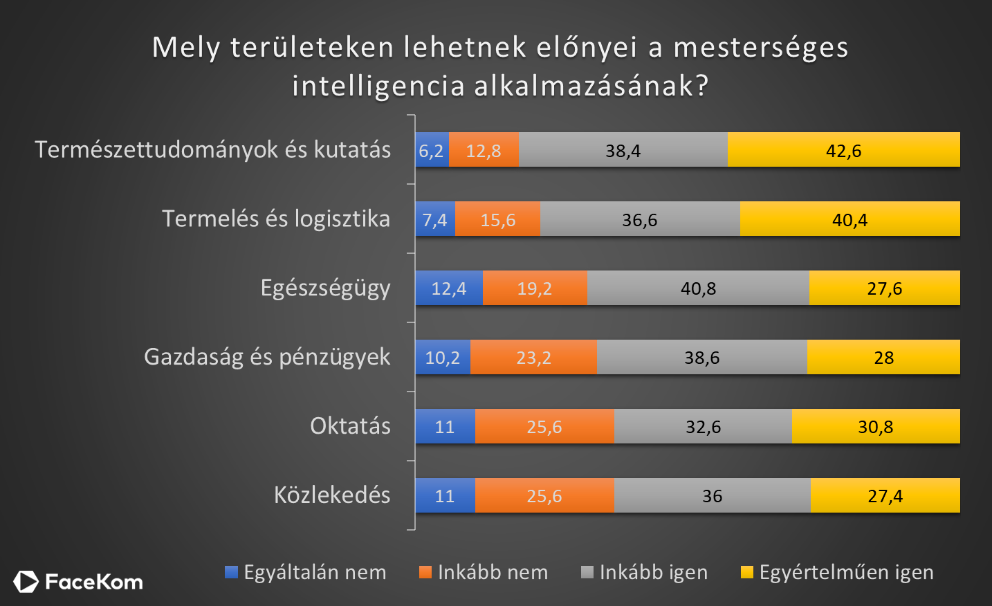 Mely területeken lehetnek előnyei a mesterséges
intelligencia alkalmazásának?
Természettudományok és kutatás 6,2 12,8 38,4 42,6
Termelés és logisztika 7,4 15,6 36,6 40,4
Egészségügy 12,4 19,2 40,8 27,6
Gazdaság és pénzügyek 10,2 23,2 38,6 28
Oktatás 11 25,6 32,6 30,8
Közlekedés 11 25,6 36 27,4
Egyáltalán nem Inkább nem Inkább igen Egyértelműen igen
FaceKom